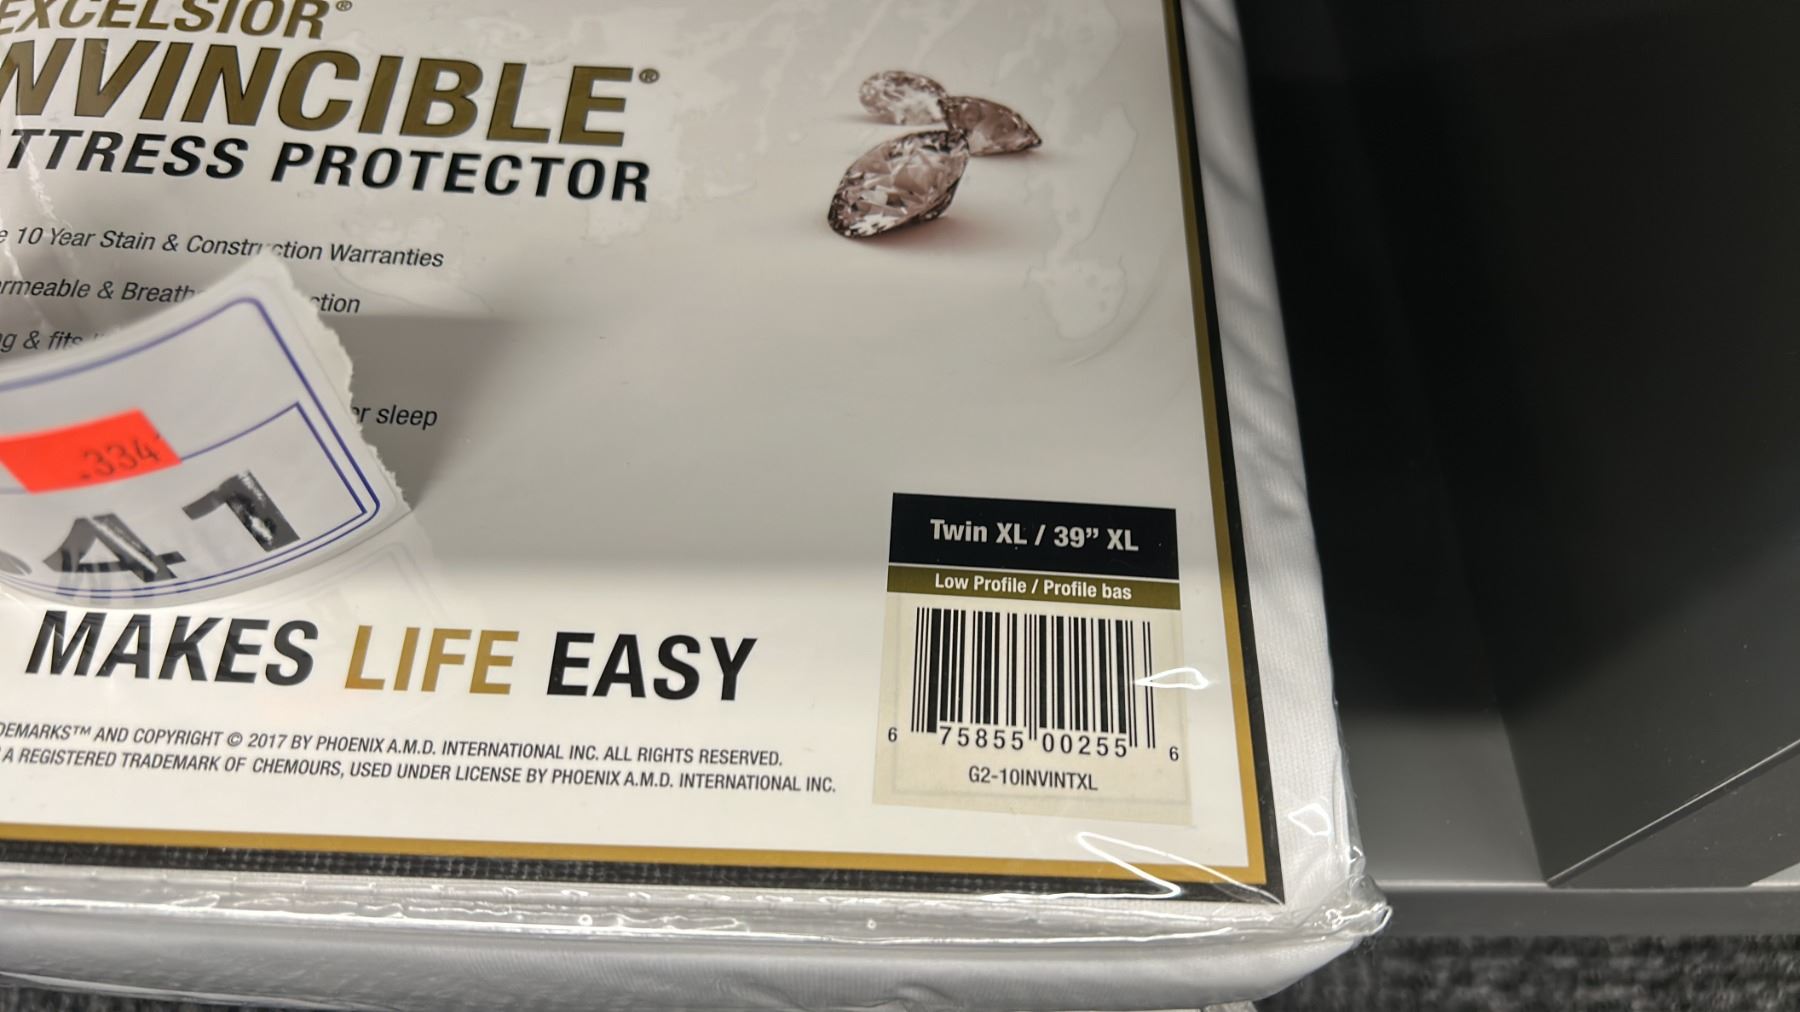 EXCELSIOR®
NVINCIBLE®
TTRESS PROTECTOR
10 Year Stain & Construction Warranties
rmeable & Breath ction
g & fits
sleep
.334
.41
MAKES LIFE EASY
DEMARKS™ AND COPYRIGHT © 2017 BY PHOENIX A.M.D. INTERNATIONAL INC. ALL RIGHTS RESERVED.
A REGISTERED TRADEMARK OF CHEMOURS, USED UNDER LICENSE BY PHOENIX A.M.D. INTERNATIONAL INC.
Twin XL / 39” XL
Low Profile / Profile bas
6 75855 00255 6
G2-10INVINTXL